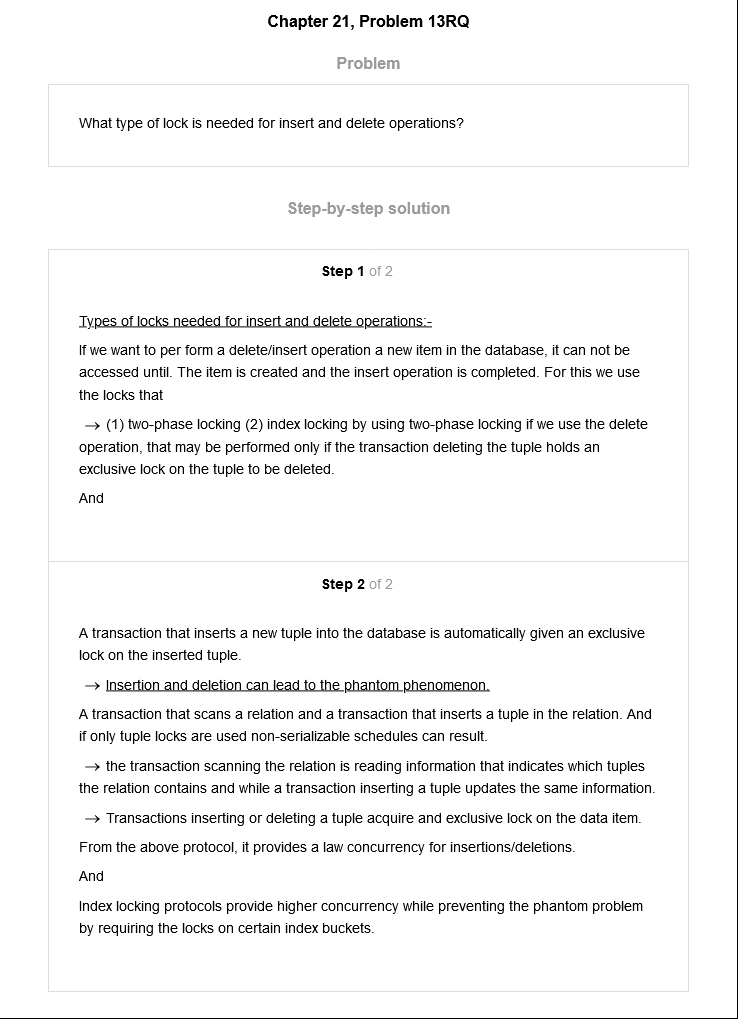 Chapter 21, Problem 13RQ
Problem
What type of lock is needed for insert and delete operations?
Step-by-step solution
Step 1 of 2
Types of locks needed for insert and delete operations:-
If we want to per form a delete/insert operation a new item in the database, it can not be
accessed until. The item is created and the insert operation is completed. For this we use
the locks that
→ (1) two-phase locking (2) index locking by using two-phase locking if we use the delete
operation, that may be performed only if the transaction deleting the tuple holds an
exclusive lock on the tuple to be deleted.
And
Step 2 of 2
A transaction that inserts a new tuple into the database is automatically given an exclusive
lock on the inserted tuple.
→ Insertion and deletion can lead to the phantom phenomenon.
A transaction that scans a relation and a transaction that inserts a tuple in the relation. And
if only tuple locks are used non-serializable schedules can result.
→ the transaction scanning the relation is reading information that indicates which tuples
the relation contains and while a transaction inserting a tuple updates the same information.
→ Transactions inserting or deleting a tuple acquire and exclusive lock on the data item.
From the above protocol, it provides a law concurrency for insertions/deletions.
And
Index locking protocols provide higher concurrency while preventing the phantom problem
by requiring the locks on certain index buckets.